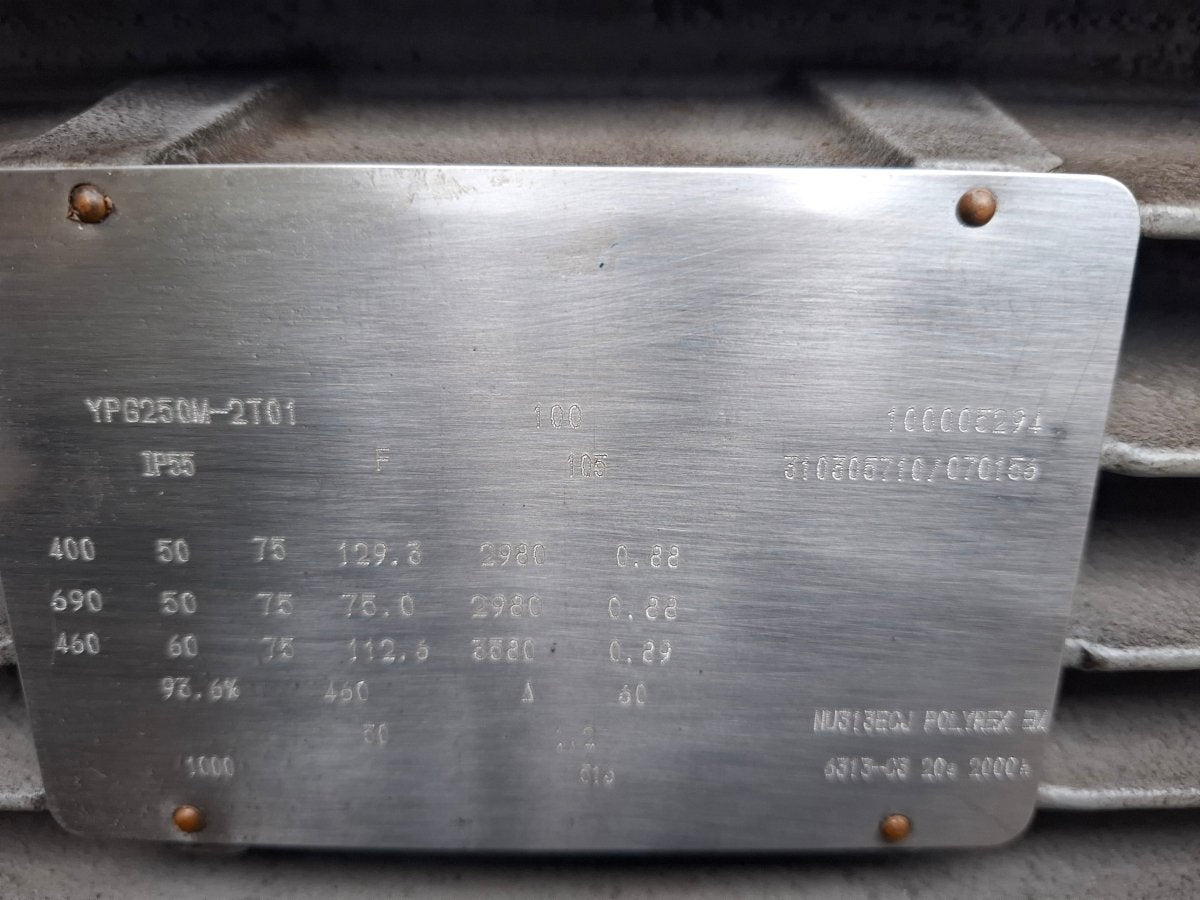 YPG250M-2T01 100 100005294
IP55 F 105 310305710/070156
400 50 75 129.3 2980 0.88
690 50 75 75.0 2980 0.88
460 60 75 112.6 3580 0.89
93.6% 460 Δ 60
NU313ECJ POLYREX EM
1000 6313-C3 20g 2000h